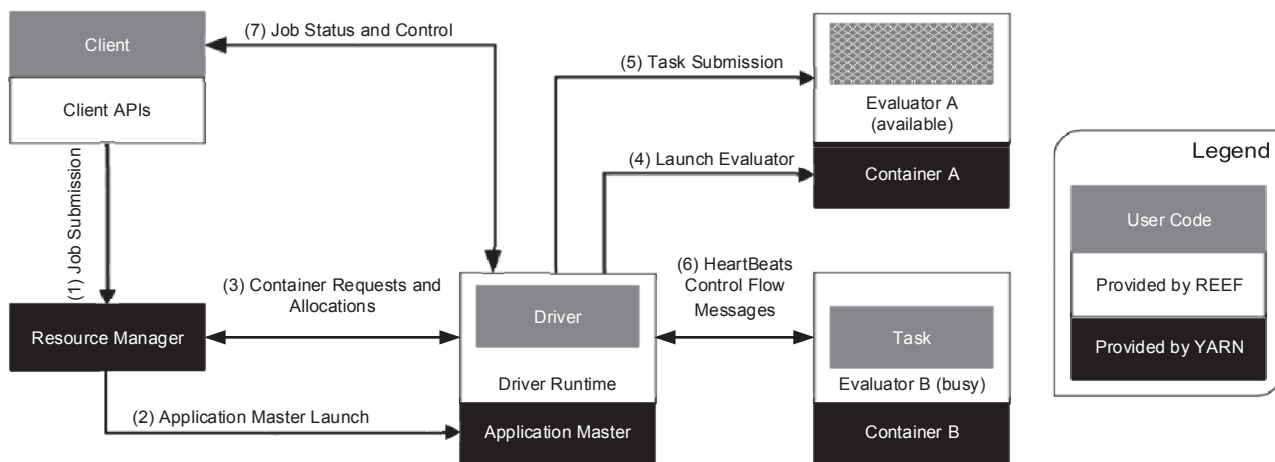 Client
Client APIs
(7) Job Status and Control
(5) Task Submission
Evaluator A
(available)
(4) Launch Evaluator
Container A
Legend
User Code
Provided by REEF
Provided by YARN
(1) Job Submission
(3) Container Requests and
Allocations
(6) HeartBeats
Control Flow
Messages
Resource Manager
Driver
Driver Runtime
Application Master
Task
Evaluator B (busy)
Container B
(2) Application Master Launch